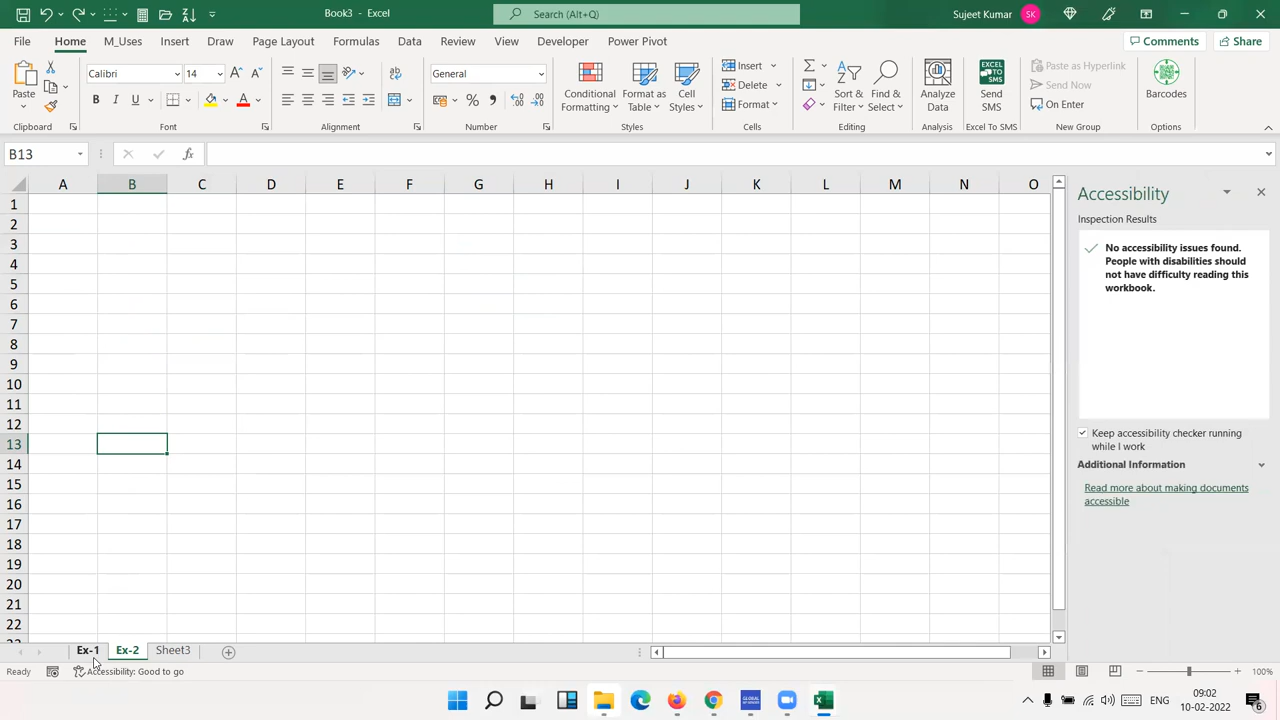 Book3 - Excel
Search (Alt+Q)
Sujeet Kumar
SK
File
Home
M_Uses
Insert
Draw
Page Layout
Formulas
Data
Review
View
Developer
Power Pivot
Comments
Share
Paste
Calibri
14
General
Conditional
Formatting
Format as
Table
Cell
Styles
Insert
Delete
Format
Sort &
Filter
Find &
Select
Analyze
Data
Send
SMS
Paste as Hyperlink
Send Now
On Enter
Barcodes
Clipboard
Font
Alignment
Number
Styles
Cells
Editing
Analysis
Excel To SMS
New Group
Options
B13
fx
A B C D E F G H I J K L M N O
1
2
3
4
5
6
7
8
9
10
11
12
13
14
15
16
17
18
19
20
21
22
Accessibility
Inspection Results
No accessibility issues found.
People with disabilities should
not have difficulty reading this
workbook.
Keep accessibility checker running
while I work
Additional Information
Read more about making documents
accessible
Ex-1
Ex-2
Sheet3
Ready
Accessibility: Good to go
100%
ENG
09:02
10-02-2022
6